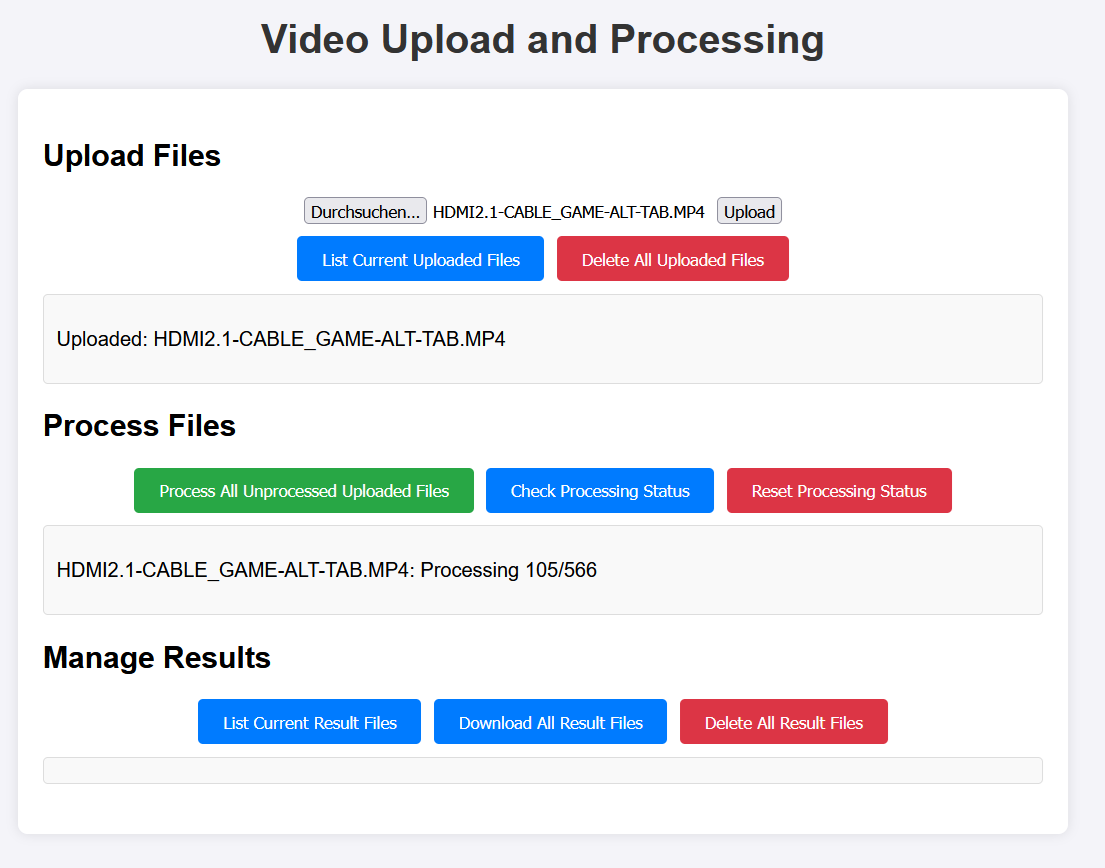 Video Upload and Processing
Upload Files
Durchsuchen... HDMI2.1-CABLE_GAME-ALT-TAB.MP4 Upload
List Current Uploaded Files Delete All Uploaded Files
Uploaded: HDMI2.1-CABLE_GAME-ALT-TAB.MP4
Process Files
Process All Unprocessed Uploaded Files Check Processing Status Reset Processing Status
HDMI2.1-CABLE_GAME-ALT-TAB.MP4: Processing 105/566
Manage Results
List Current Result Files Download All Result Files Delete All Result Files